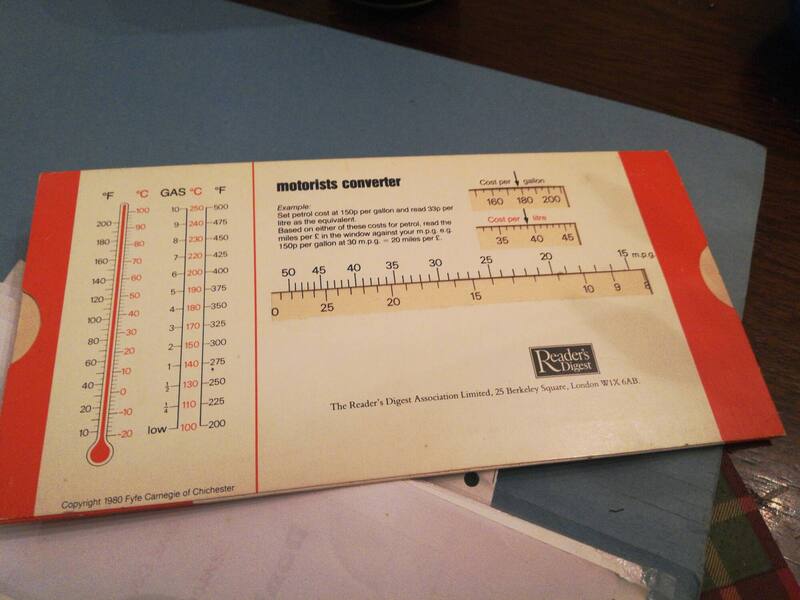 °F °C GAS °C °F
100
200 90
180 80
70
160 60
140 50
120 40
100 30
80 20
60 10
40 0
20 -10
10 -20
10 250 500
9 240 475
8 230 450
7 220 425
6 200 400
5 190 375
4 180 350
3 170 325
2 150 300
1 140 275
½ 130 250
¼ 110 225
low 100 200
Copyright 1980 Fyfe Carnegie of Chichester
motorists converter
Example:
Set petrol cost at 150p per gallon and read 33p per
litre as the equivalent.
Based on either of these costs for petrol, read the
miles per £ in the window against your m.p.g. e.g.
150p per gallon at 30 m.p.g. = 20 miles per £.
Cost per gallon
160 180 200
Cost per litre
35 40 45
50 45 40 35 30 25 20 15 m.p.g.
0 25 20 15 10 9 8
Reader's
Digest
The Reader's Digest Association Limited, 25 Berkeley Square, London W1X 6AB.